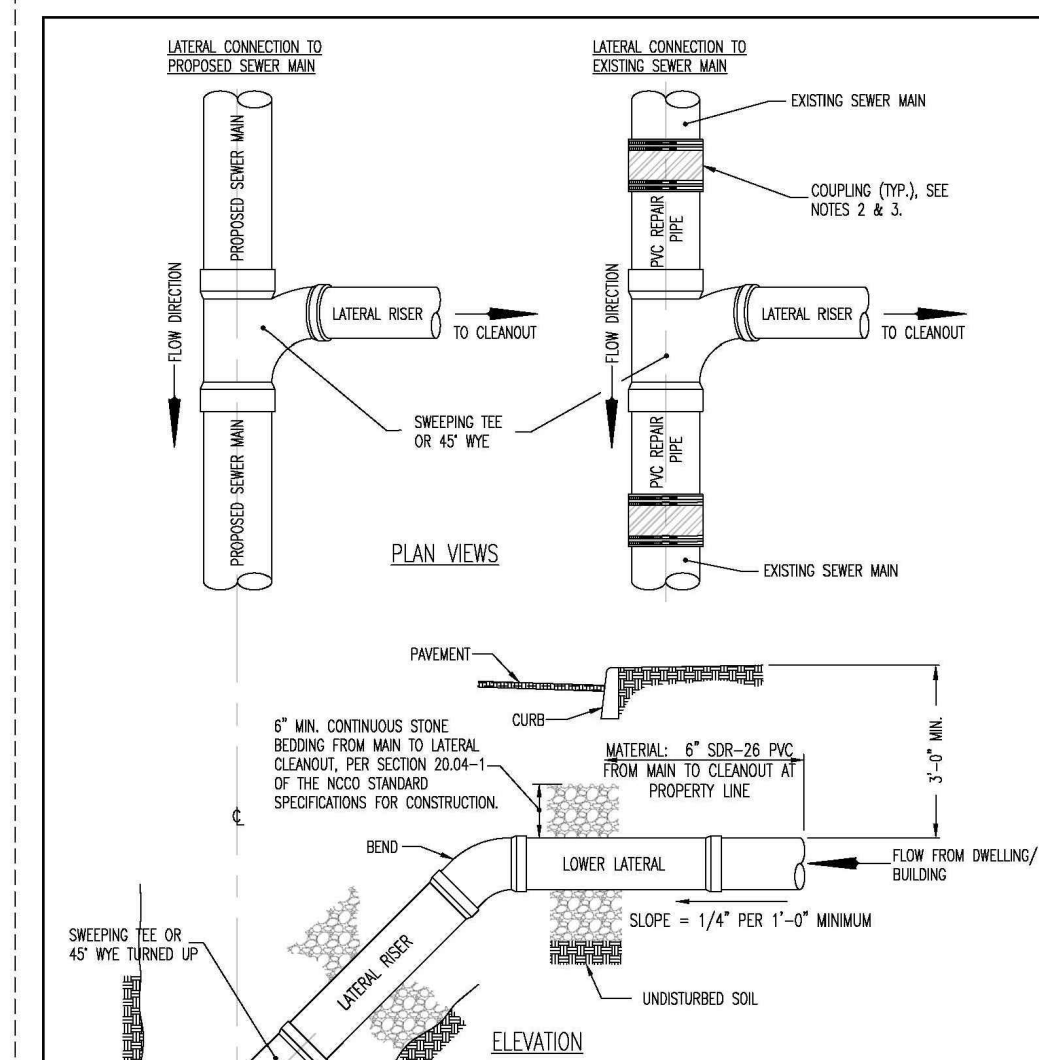 LATERAL CONNECTION TO
PROPOSED SEWER MAIN
PROPOSED SEWER MAIN
FLOW DIRECTION
LATERAL RISER
TO CLEANOUT
PROPOSED SEWER MAIN
LATERAL CONNECTION TO
EXISTING SEWER MAIN
EXISTING SEWER MAIN
COUPLING (TYP.), SEE
NOTES 2 & 3.
PVC REPAIR
PIPE
FLOW DIRECTION
LATERAL RISER
TO CLEANOUT
SWEEPING TEE
OR 45° WYE
PVC REPAIR
PIPE
EXISTING SEWER MAIN
PLAN VIEWS
PAVEMENT
CURB
6" MIN. CONTINUOUS STONE
BEDDING FROM MAIN TO LATERAL
CLEANOUT, PER SECTION 20.04-1
OF THE NCCO STANDARD
SPECIFICATIONS FOR CONSTRUCTION.
MATERIAL: 6" SDR-26 PVC
FROM MAIN TO CLEANOUT AT
PROPERTY LINE
3'-0" MIN.
℄
BEND
LOWER LATERAL
FLOW FROM DWELLING/
BUILDING
SLOPE = 1/4" PER 1'-0" MINIMUM
SWEEPING TEE OR
45° WYE TURNED UP
LATERAL RISER
UNDISTURBED SOIL
ELEVATION